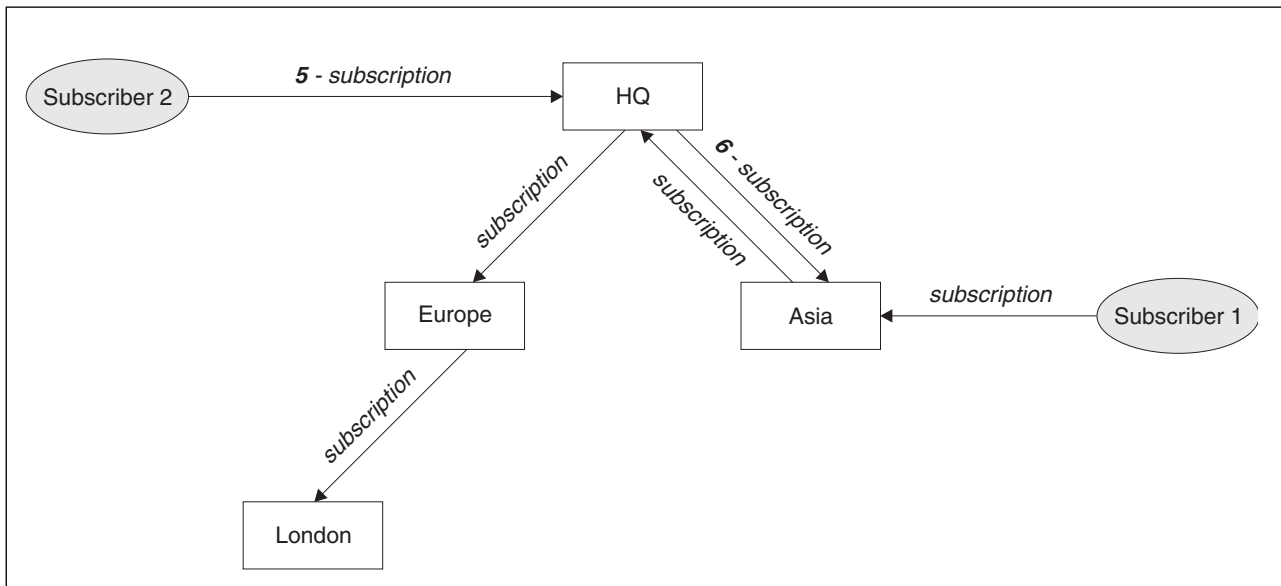 5 - subscription
Subscriber 2
HQ
6 - subscription
subscription
subscription
Europe
Asia
subscription
Subscriber 1
subscription
London